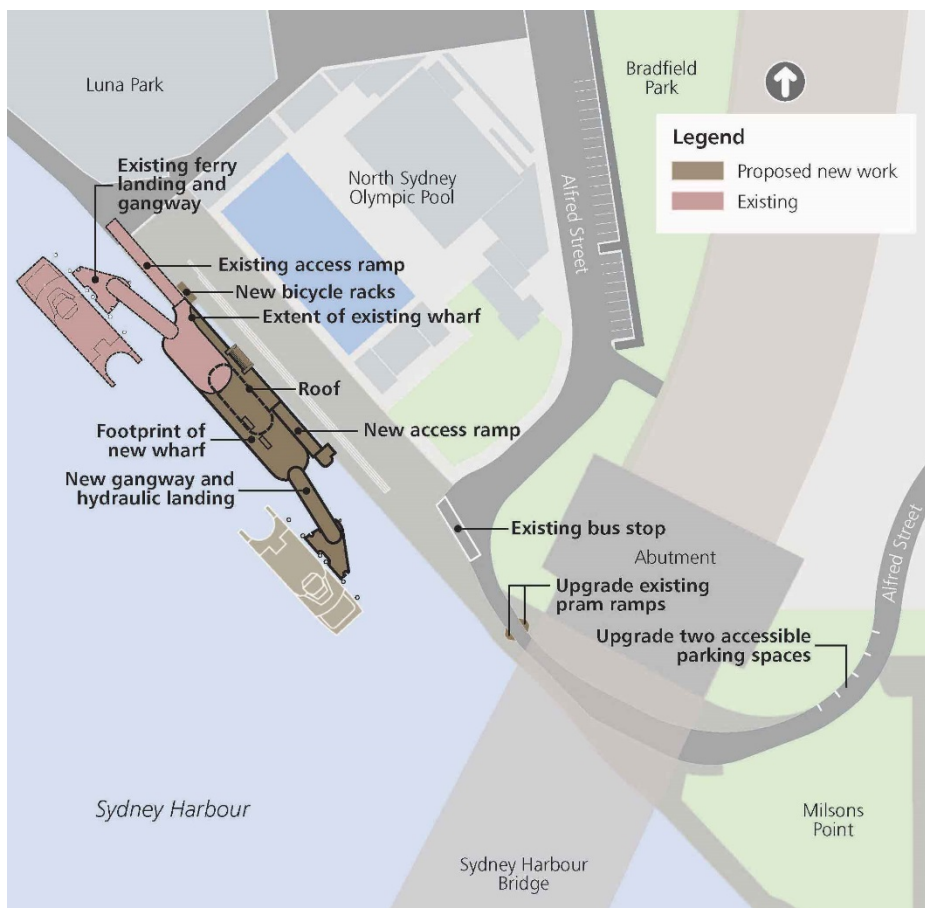 Luna Park
Bradfield
Park
Legend
Proposed new work
Existing
Existing ferry
landing and
gangway
North Sydney
Olympic Pool
Alfred Street
Existing access ramp
New bicycle racks
Extent of existing wharf
Roof
Footprint of
new wharf
New access ramp
New gangway and
hydraulic landing
Existing bus stop
Abutment
Upgrade existing
pram ramps
Alfred Street
Upgrade two accessible
parking spaces
Sydney Harbour
Milsons
Point
Sydney Harbour
Bridge